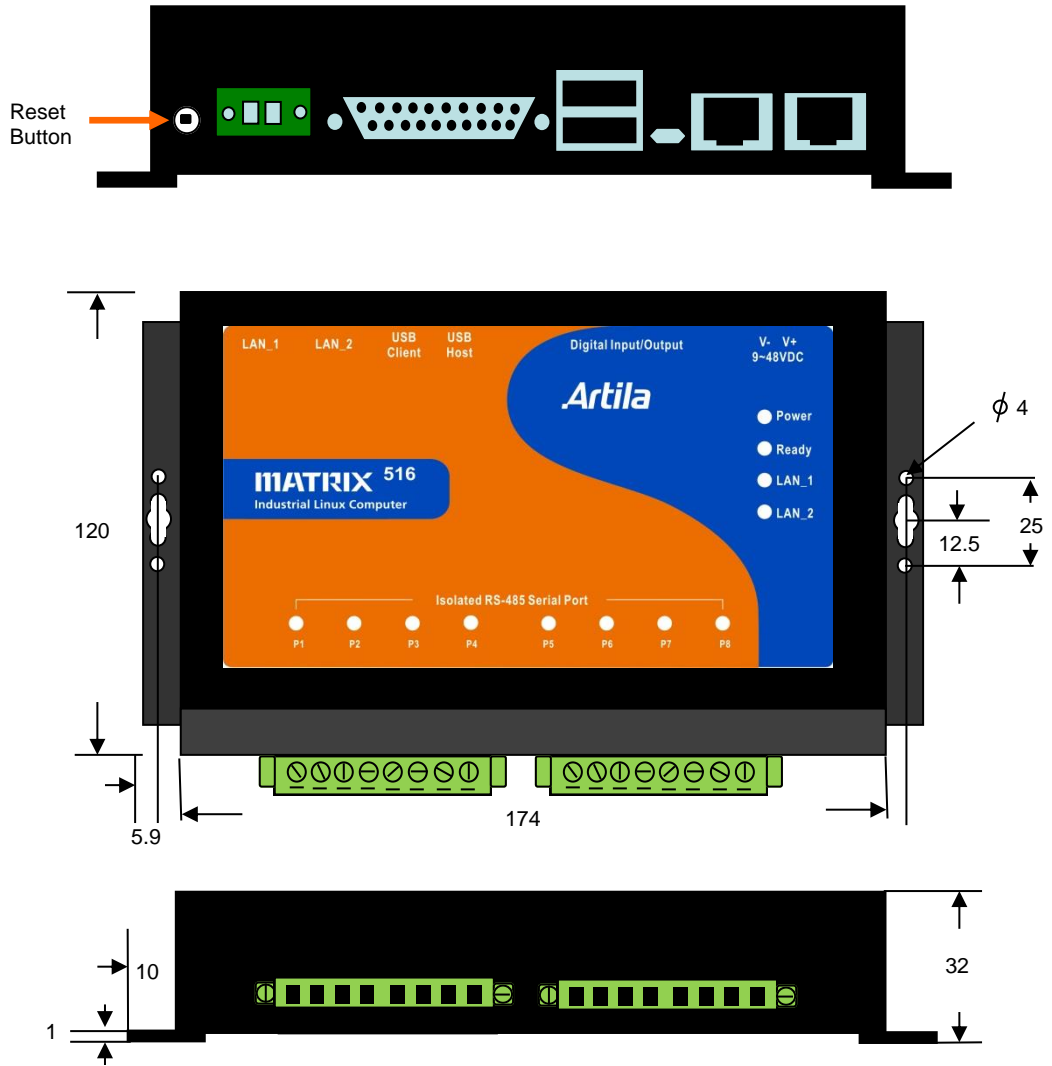 Reset
Button
LAN_1
LAN_2
USB
Client
USB
Host
Digital Input/Output
V- V+
9~48VDC
Artila
Power
Ready
LAN_1
LAN_2
MATRIX 516
Industrial Linux Computer
Isolated RS-485 Serial Port
P1
P2
P3
P4
P5
P6
P7
P8
ϕ 4
25
12.5
120
5.9
174
10
1
32